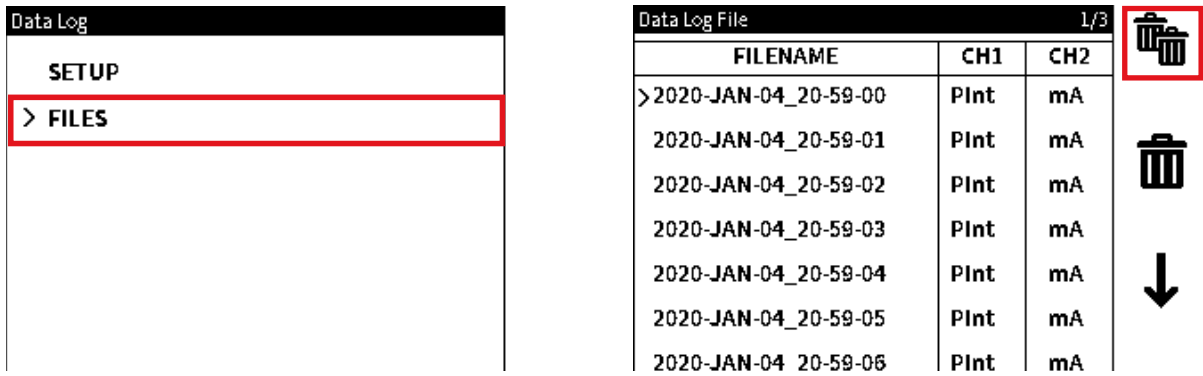 Data Log
SETUP
> FILES
Data Log File 1/3
FILENAME CH1 CH2
>2020-JAN-04_20-59-00 PInt mA
2020-JAN-04_20-59-01 PInt mA
2020-JAN-04_20-59-02 PInt mA
2020-JAN-04_20-59-03 PInt mA
2020-JAN-04_20-59-04 PInt mA
2020-JAN-04_20-59-05 PInt mA
2020-JAN-04_20-59-06 PInt mA